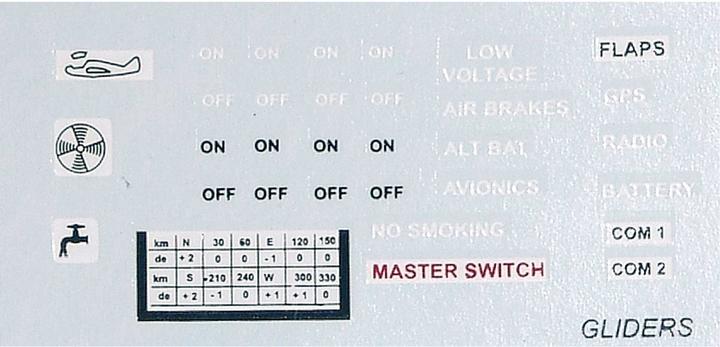 ON ON ON ON
OFF OFF OFF OFF
ON ON ON ON
OFF OFF OFF OFF
km N 30 60 E 120 150
de +2 0 0 -1 0 0
km S 210 240 W 300 330
de +2 -1 0 +1 +1 0
LOW
VOLTAGE
AIR BRAKES
ALT BAT
AVIONICS
NO SMOKING
MASTER SWITCH
FLAPS
GPS
RADIO
BATTERY
COM 1
COM 2
GLIDERS